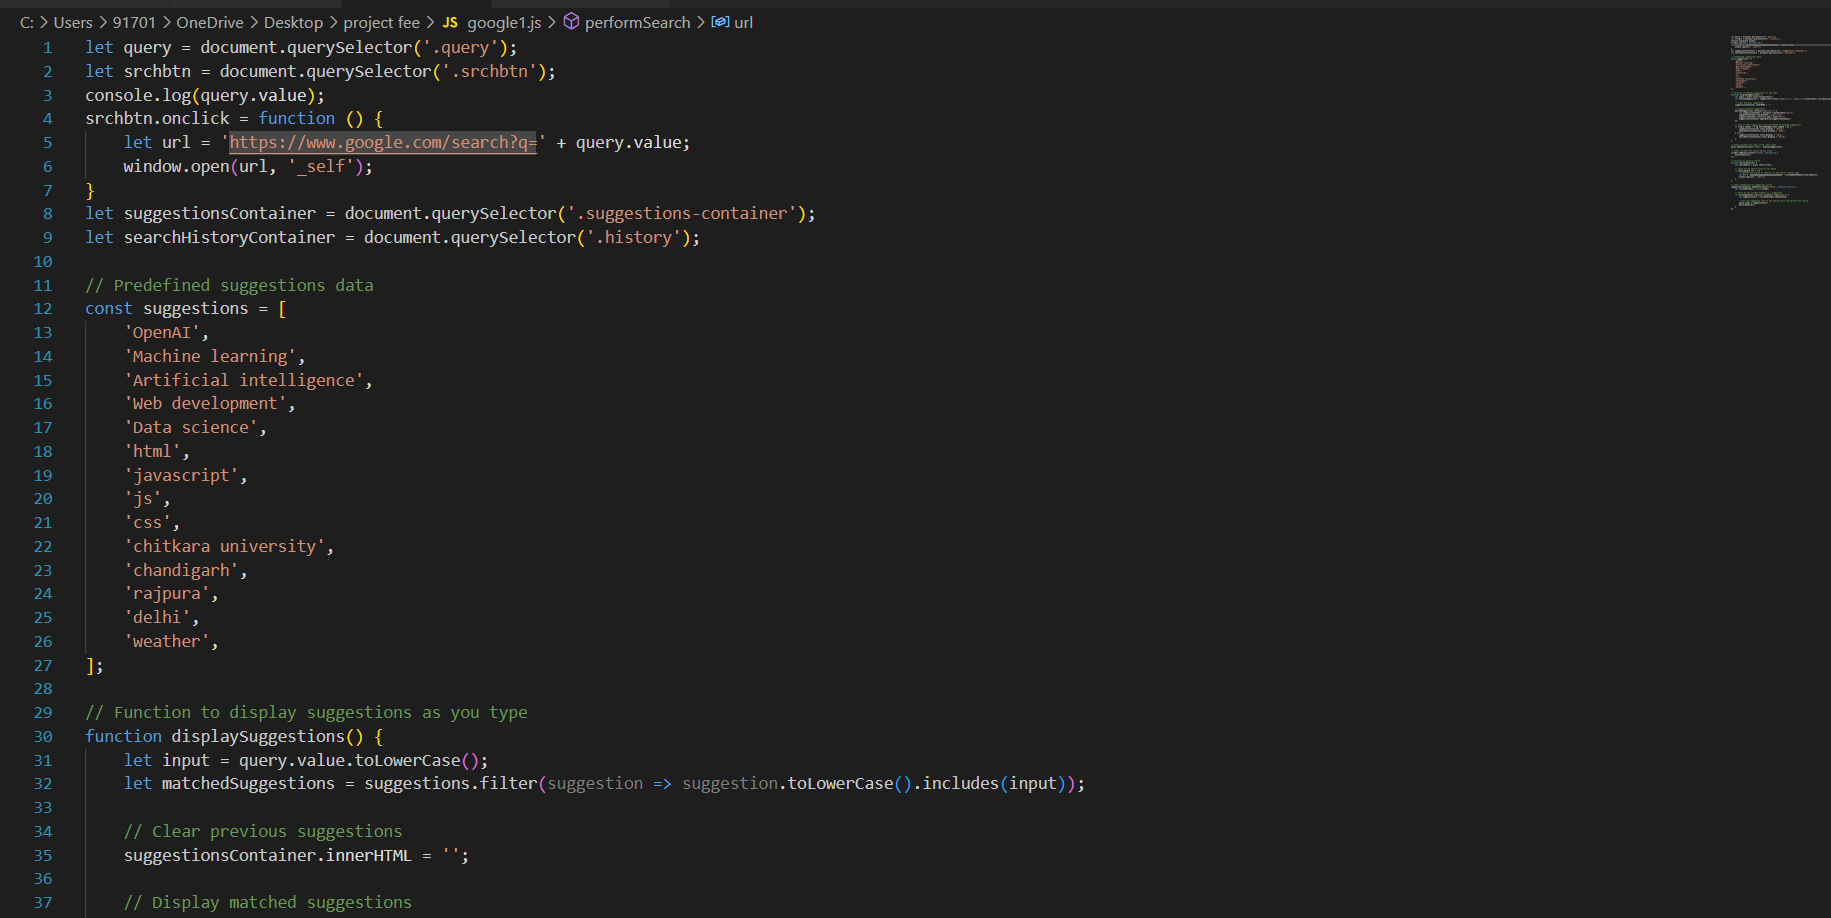 C: > Users > 91701 > OneDrive > Desktop > project fee > JS google1.js > performSearch > url
1 let query = document.querySelector('.query');
2 let srchbtn = document.querySelector('.srchbtn');
3 console.log(query.value);
4 srchbtn.onclick = function () {
5     let url = 'https://www.google.com/search?q=' + query.value;
6     window.open(url, '_self');
7 }
8 let suggestionsContainer = document.querySelector('.suggestions-container');
9 let searchHistoryContainer = document.querySelector('.history');
10
11 // Predefined suggestions data
12 const suggestions = [
13     'OpenAI',
14     'Machine learning',
15     'Artificial intelligence',
16     'Web development',
17     'Data science',
18     'html',
19     'javascript',
20     'js',
21     'css',
22     'chitkara university',
23     'chandigarh',
24     'rajpura',
25     'delhi',
26     'weather',
27 ];
28
29 // Function to display suggestions as you type
30 function displaySuggestions() {
31     let input = query.value.toLowerCase();
32     let matchedSuggestions = suggestions.filter(suggestion => suggestion.toLowerCase().includes(input));
33
34     // Clear previous suggestions
35     suggestionsContainer.innerHTML = '';
36
37     // Display matched suggestions